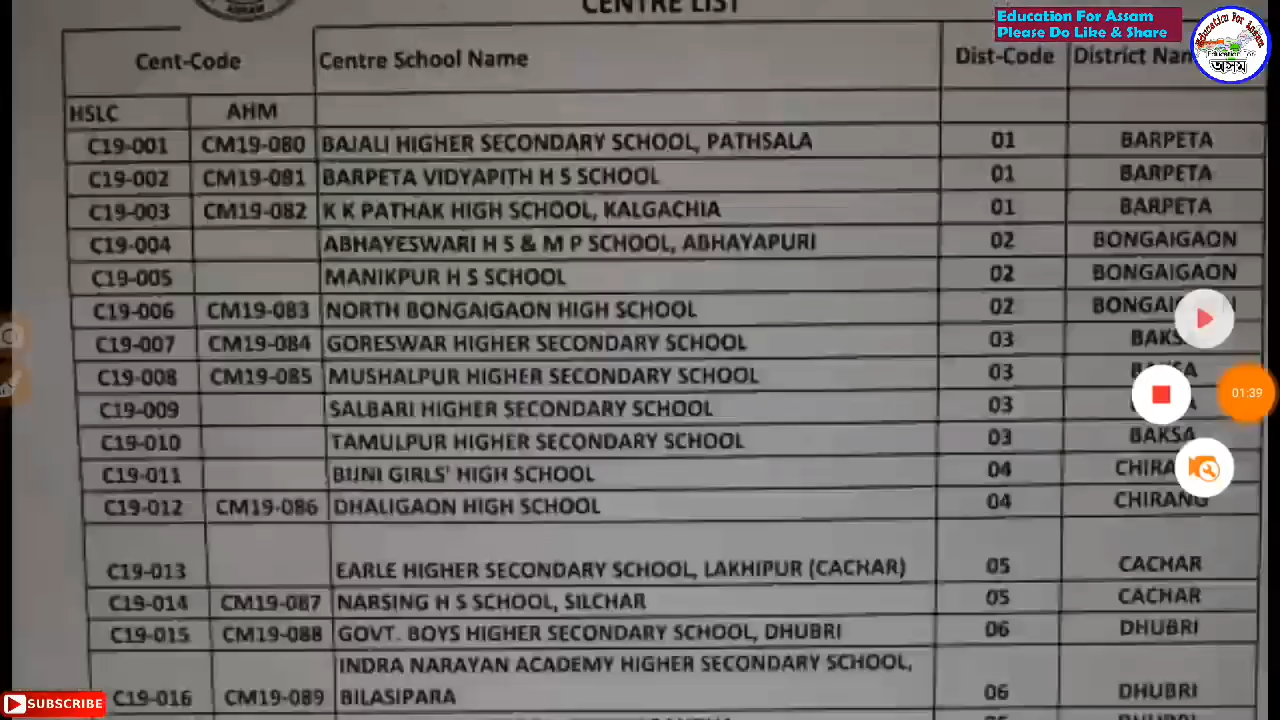 CENTRE LIST
Education For Assam
Please Do Like & Share
Education For Assam
অসম
Cent-Code Centre School Name Dist-Code District
HSLC AHM
C19-001 CM19-080 BAJALI HIGHER SECONDARY SCHOOL, PATHSALA 01 BARPETA
C19-002 CM19-081 BARPETA VIDYAPITH H S SCHOOL 01 BARPETA
C19-003 CM19-082 K K PATHAK HIGH SCHOOL, KALGACHIA 01 BARPETA
C19-004 ABHAYESWARI H S & M P SCHOOL, ABHAYAPURI 02 BONGAIGAON
C19-005 MANIKPUR H S SCHOOL 02 BONGAIGAON
C19-006 CM19-083 NORTH BONGAIGAON HIGH SCHOOL 02
C19-007 CM19-084 GORESWAR HIGHER SECONDARY SCHOOL 03
C19-008 CM19-085 MUSHALPUR HIGHER SECONDARY SCHOOL 03
C19-009 SALBARI HIGHER SECONDARY SCHOOL 03
C19-010 TAMULPUR HIGHER SECONDARY SCHOOL 03 BAKSA
C19-011 BIJNI GIRLS' HIGH SCHOOL 04
C19-012 CM19-086 DHALIGAON HIGH SCHOOL 04 CHIRANG
C19-013 EARLE HIGHER SECONDARY SCHOOL, LAKHIPUR (CACHAR) 05 CACHAR
C19-014 CM19-087 NARSING H S SCHOOL, SILCHAR 05 CACHAR
C19-015 CM19-088 GOVT. BOYS HIGHER SECONDARY SCHOOL, DHUBRI 06 DHUBRI
INDRA NARAYAN ACADEMY HIGHER SECONDARY SCHOOL,
C19-016 CM19-089 BILASIPARA 06 DHUBRI
01:39
SUBSCRIBE